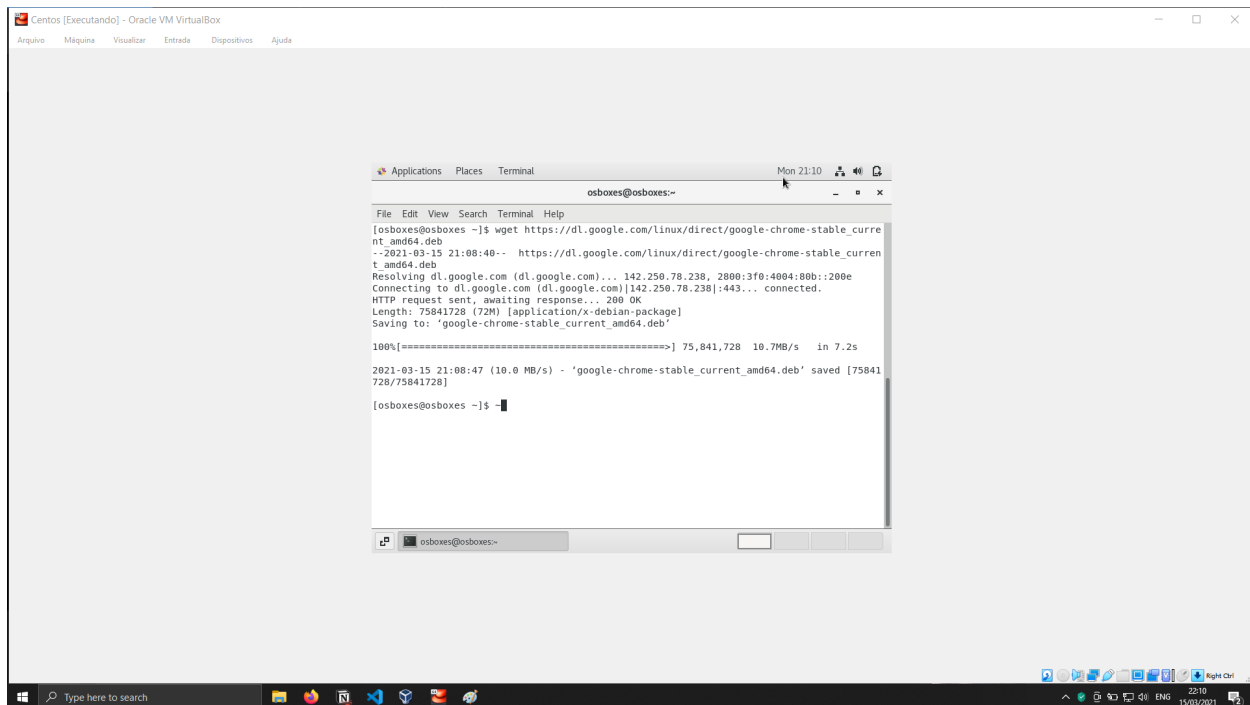 Centos [Executando] - Oracle VM VirtualBox
Arquivo Máquina Visualizar Entrada Dispositivos Ajuda
Applications Places Terminal Mon 21:10
osboxes@osboxes:~
File Edit View Search Terminal Help
[osboxes@osboxes ~]$ wget https://dl.google.com/linux/direct/google-chrome-stable_curre
nt_amd64.deb
--2021-03-15 21:08:40--  https://dl.google.com/linux/direct/google-chrome-stable_curren
t_amd64.deb
Resolving dl.google.com (dl.google.com)... 142.250.78.238, 2800:3f0:4004:80b::200e
Connecting to dl.google.com (dl.google.com)|142.250.78.238|:443... connected.
HTTP request sent, awaiting response... 200 OK
Length: 75841728 (72M) [application/x-debian-package]
Saving to: ‘google-chrome-stable_current_amd64.deb’
100%[=============================================>] 75,841,728  10.7MB/s   in 7.2s
2021-03-15 21:08:47 (10.0 MB/s) - ‘google-chrome-stable_current_amd64.deb’ saved [75841
728/75841728]
[osboxes@osboxes ~]$ ~
osboxes@osboxes:~
Right Ctrl
Type here to search
ENG
22:10
15/03/2021
2